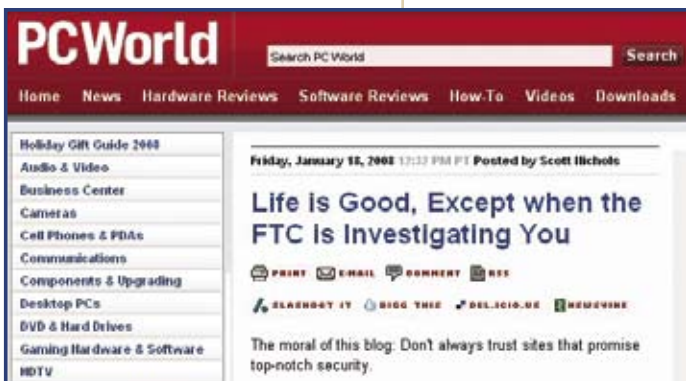 PCWorld
Search PC World
Search
Home News Hardware Reviews Software Reviews How-To Videos Downloads
Holiday Gift Guide 2008
Audio & Video
Business Center
Cameras
Cell Phones & PDAs
Communications
Components & Upgrading
Desktop PCs
DVD & Hard Drives
Gaming Hardware & Software
HDTV
Friday, January 18, 2008 12:32 PM PT Posted by Scott Nichols
Life is Good, Except when the
FTC is Investigating You
PRINT E-MAIL COMMENT RSS
SLASHDOT IT DIGG THIS DEL.ICIO.US NEWSVINE
The moral of this blog: Don't always trust sites that promise
top-notch security.